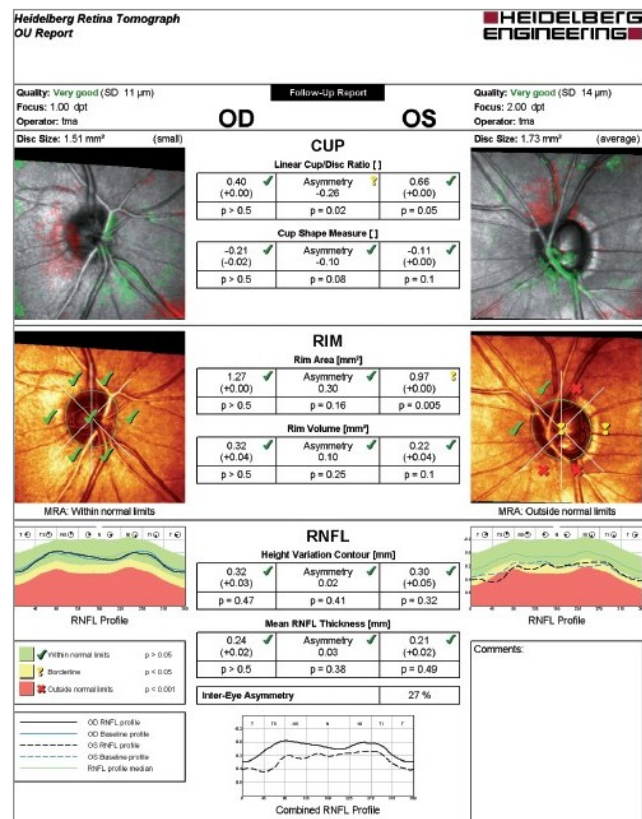 Heidelberg Retina Tomograph
OU Report
HEIDELBERG
ENGINEERING
Quality: Very good (SD 11 µm)
Focus: 1.00 dpt
Operator: tma
Follow-Up Report
OD
OS
Quality: Very good (SD 14 µm)
Focus: 2.00 dpt
Operator: tma
Disc Size: 1.51 mm² (small)
Disc Size: 1.73 mm² (average)
CUP
Linear Cup/Disc Ratio [ ]
0.40 Asymmetry 0.66
(+0.00) -0.26 (+0.00)
p > 0.5 p = 0.02 p = 0.05
Cup Shape Measure [ ]
-0.21 Asymmetry -0.11
(-0.02) -0.10 (+0.00)
p > 0.5 p = 0.08 p = 0.1
RIM
Rim Area [mm²]
1.27 Asymmetry 0.97
(+0.00) 0.30 (+0.00)
p > 0.5 p = 0.16 p = 0.005
Rim Volume [mm³]
0.32 Asymmetry 0.22
(+0.04) 0.10 (+0.04)
p > 0.5 p = 0.25 p = 0.1
MRA: Within normal limits
MRA: Outside normal limits
RNFL
Height Variation Contour [mm]
0.32 Asymmetry 0.30
(+0.03) 0.02 (+0.05)
p = 0.47 p = 0.41 p = 0.32
RNFL Profile
RNFL Profile
Mean RNFL Thickness [mm]
0.24 Asymmetry 0.21
(+0.02) 0.03 (+0.02)
p > 0.5 p = 0.38 p = 0.49
Within normal limits p > 0.05
Borderline p < 0.05
Outside normal limits p < 0.001
Comments:
Inter-Eye Asymmetry 27 %
OD RNFL profile
OD Baseline profile
OS RNFL profile
OS Baseline profile
RNFL profile median
Combined RNFL Profile